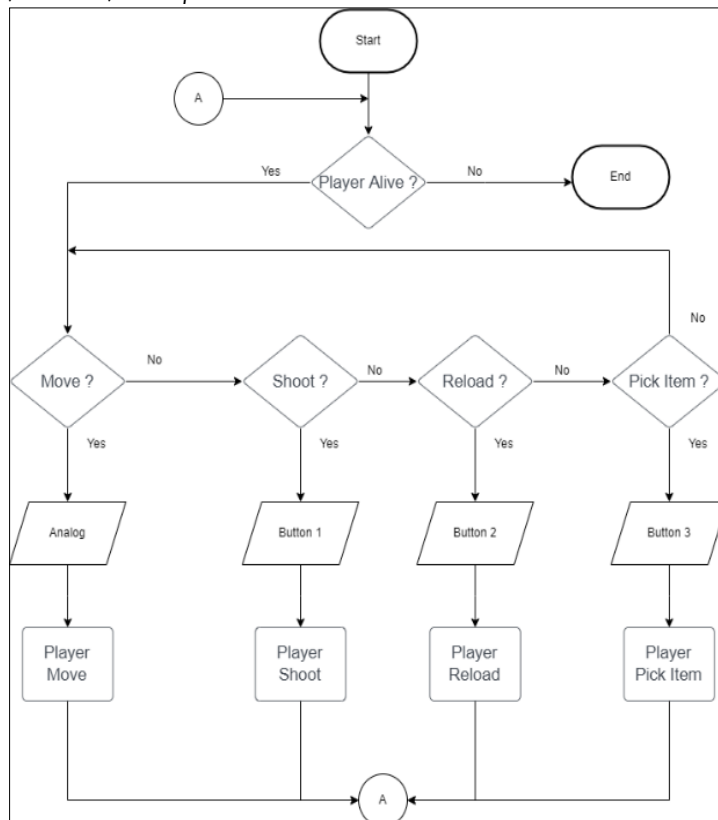 Start
A
Player Alive ?
Yes
No
End
No
Move ?
No
Shoot ?
No
Reload ?
No
Pick Item ?
Yes
Yes
Yes
Yes
Analog
Button 1
Button 2
Button 3
Player
Move
Player
Shoot
Player
Reload
Player
Pick Item
A